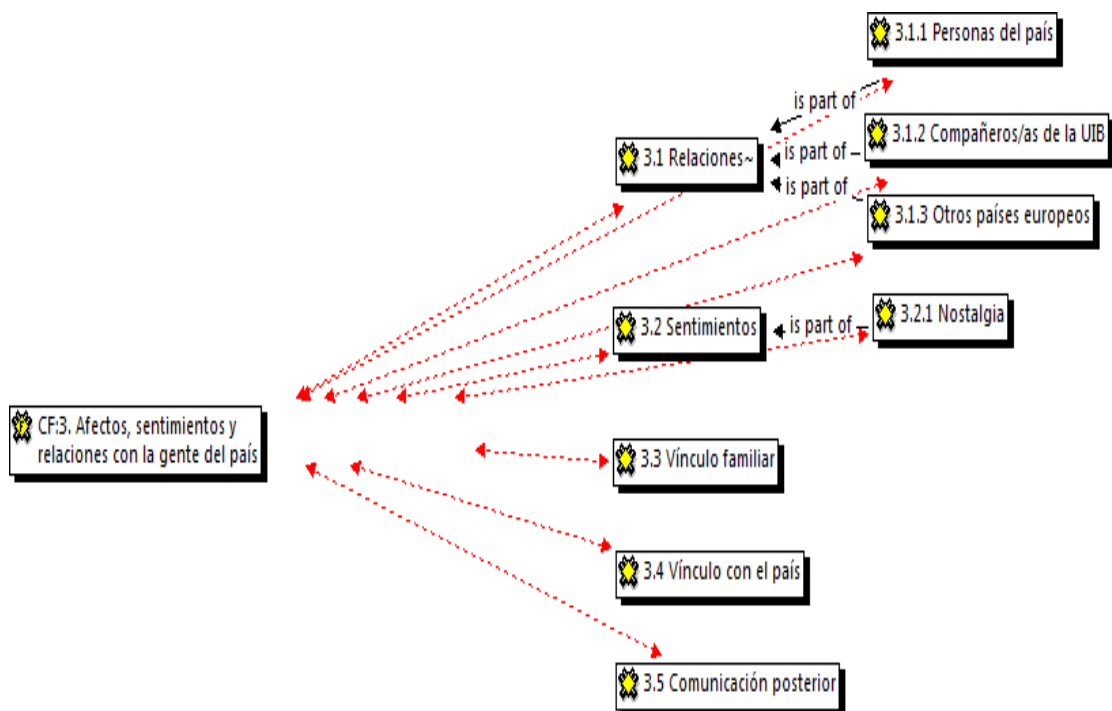 3.1.1 Personas del país
is part of
3.1.2 Compañeros/as de la UIB
3.1 Relaciones~
is part of
is part of
3.1.3 Otros países europeos
3.2.1 Nostalgia
3.2 Sentimientos
is part of
CF:3. Afectos, sentimientos y
relaciones con la gente del país
3.3 Vínculo familiar
3.4 Vínculo con el país
3.5 Comunicación posterior